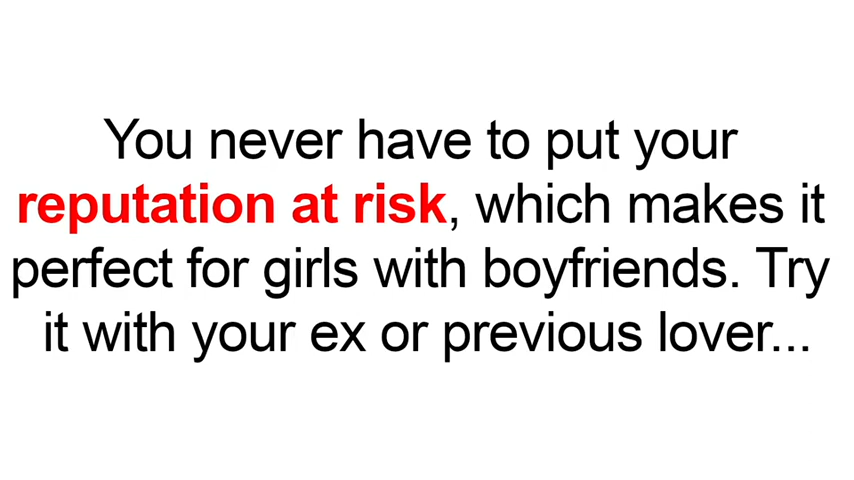 You never have to put your
reputation at risk, which makes it
perfect for girls with boyfriends. Try
it with your ex or previous lover...